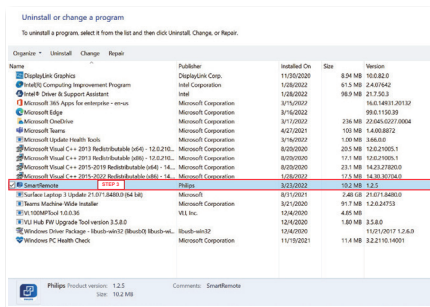 Uninstall or change a program
To uninstall a program, select it from the list and then click Uninstall, Change, or Repair.
Organize Uninstall Change Repair
Name Publisher Installed On Size Version
DisplayLink Graphics DisplayLink Corp. 11/30/2020 8.94 MB 10.0.82.0
Intel(R) Computing Improvement Program Intel Corporation 1/28/2022 61.5 MB 2.4.07642
Intel® Driver & Support Assistant Intel 1/28/2022 98.9 MB 21.7.50.3
Microsoft 365 Apps for enterprise - en-us Microsoft Corporation 3/15/2022 16.0.14931.20132
Microsoft Edge Microsoft Corporation 3/16/2022 99.0.1150.39
Microsoft OneDrive Microsoft Corporation 3/17/2022 236 MB 22.045.0227.0004
Microsoft Teams Microsoft Corporation 4/27/2021 103 MB 1.4.00.8872
Microsoft Update Health Tools Microsoft Corporation 3/16/2022 1.00 MB 3.66.0.0
Microsoft Visual C++ 2013 Redistributable (x64) - 12.0.210... Microsoft Corporation 8/20/2020 20.5 MB 12.0.21005.1
Microsoft Visual C++ 2013 Redistributable (x86) - 12.0.210... Microsoft Corporation 8/20/2020 17.1 MB 12.0.21005.1
Microsoft Visual C++ 2015-2019 Redistributable (x64) - 14... Microsoft Corporation 8/20/2020 23.1 MB 14.23.27820.0
Microsoft Visual C++ 2015-2022 Redistributable (x86) - 14... Microsoft Corporation 1/28/2022 17.5 MB 14.30.30704.0
SmartRemote STEP 3 Philips 3/23/2022 10.2 MB 1.2.5
Surface Laptop 3 Update 21.071.8480.0 (64 bit) Microsoft 8/31/2021 2.48 GB 21.071.8480.0
Teams Machine-Wide Installer Microsoft Corporation 3/21/2020 91.7 MB 1.2.0.24753
VL100MPTool 1.0.0.36 VLI, Inc. 12/4/2020 4.85 MB
VLI Hub FW Upgrade Tool version 3.5.8.0 12/4/2020 1.80 MB 3.5.8.0
Windows Driver Package - libusb-win32 (libusb0) libusb-wi... libusb-win32 12/4/2020 11/21/2017 1.2.6.0
Windows PC Health Check Microsoft Corporation 11/19/2021 11.4 MB 3.2.2110.14001
Philips Product version: 1.2.5 Comments: SmartRemote
Size: 10.2 MB